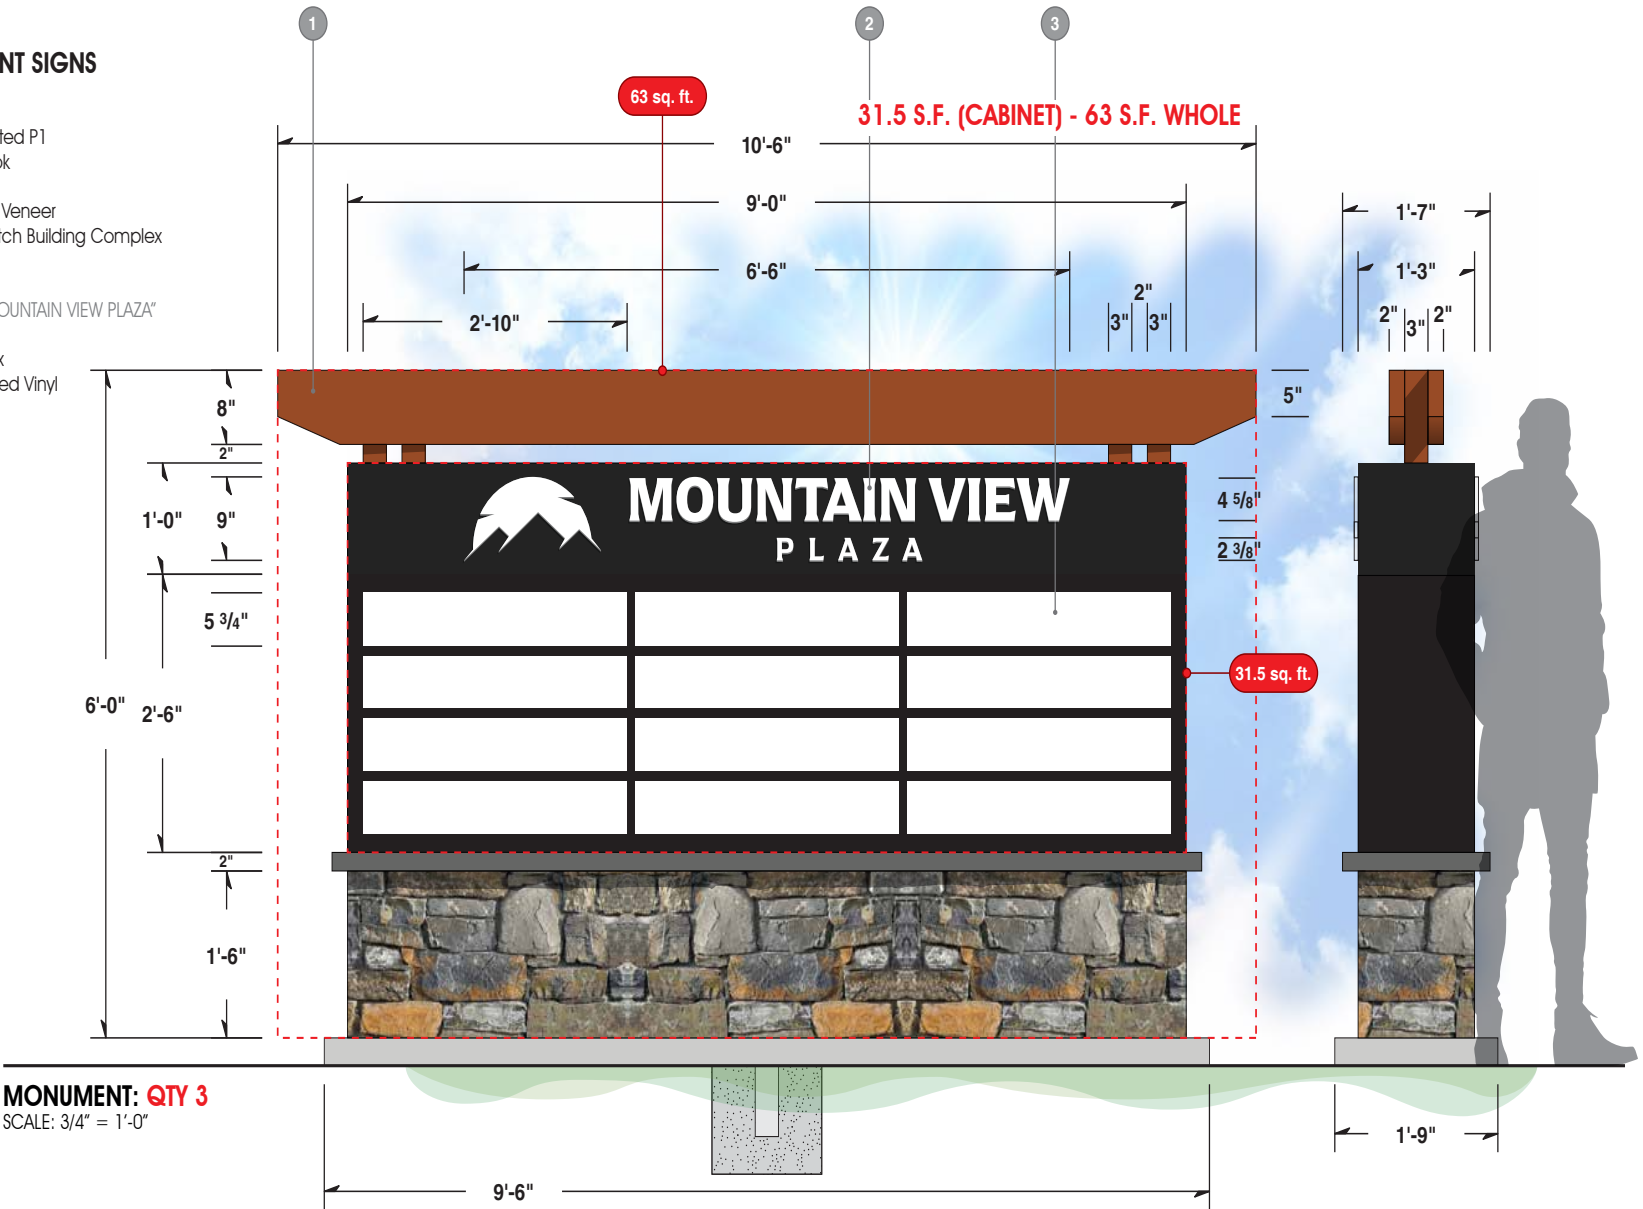 1
2
3
NT SIGNS
63 sq. ft.
31.5 S.F. (CABINET) - 63 S.F. WHOLE
ted P1
ok
10'-6"
Veneer
tch Building Complex
9'-0"
1'-7"
6'-6"
1'-3"
OUNTAIN VIEW PLAZA"
2'-10"
2"
3"
3"
2"
3"
2"
x
ed Vinyl
8"
5"
2"
1'-0"
9"
MOUNTAIN VIEW
PLAZA
4 5/8"
2 3/8"
5 3/4"
31.5 sq. ft.
6'-0"
2'-6"
2"
1'-6"
MONUMENT: QTY 3
SCALE: 3/4" = 1'-0"
1'-9"
9'-6"